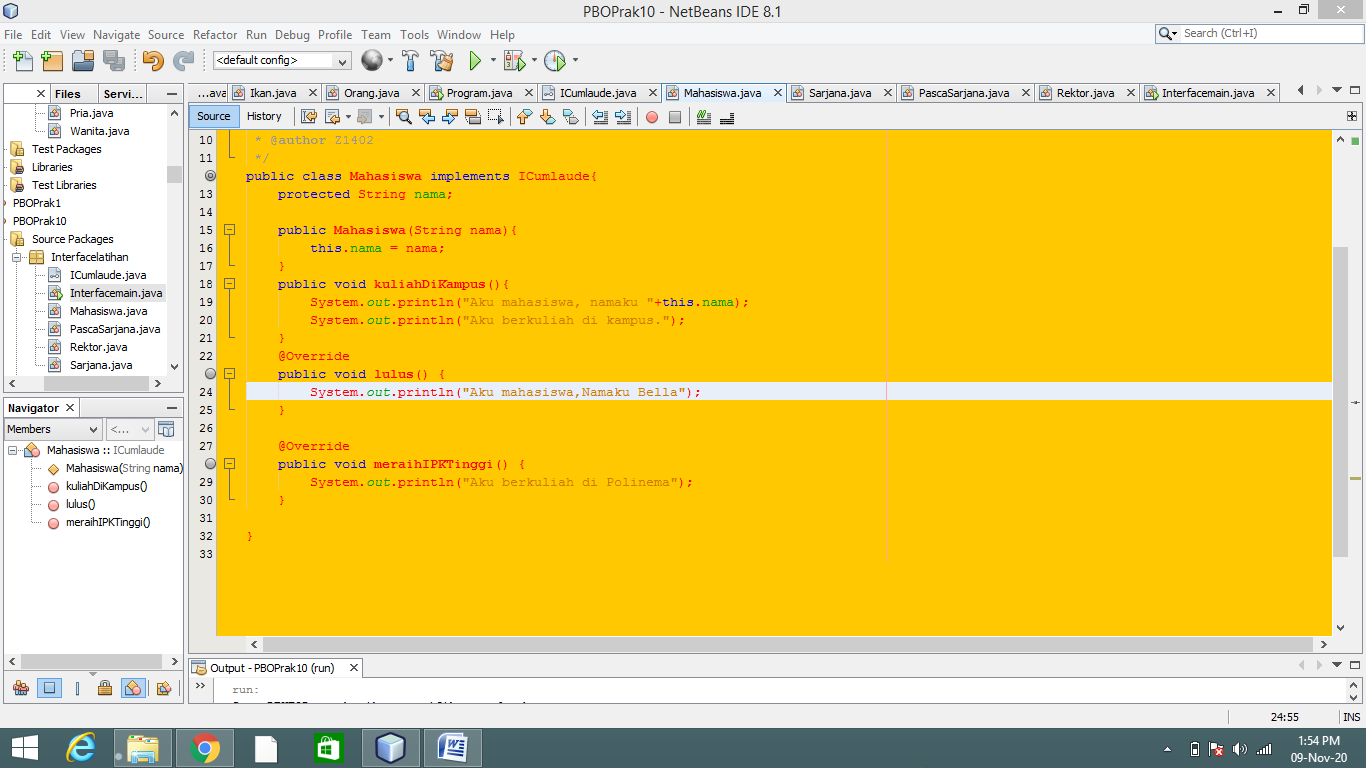 PBOPrak10 - NetBeans IDE 8.1
File Edit View Navigate Source Refactor Run Debug Profile Team Tools Window Help
Search (Ctrl+I)
<default config>
Files Servi...
Pria.java
Wanita.java
Test Packages
Libraries
Test Libraries
PBOPrak1
PBOPrak10
Source Packages
Interfacelatihan
ICumlaude.java
Interfacemain.java
Mahasiswa.java
PascaSarjana.java
Rektor.java
Sarjana.java
Navigator
Members <...
Mahasiswa :: ICumlaude
Mahasiswa(String nama)
kuliahDiKampus()
lulus()
meraihIPKTinggi()
...ava Ikan.java Orang.java Program.java ICumlaude.java Mahasiswa.java Sarjana.java PascaSarjana.java Rektor.java Interfacemain.java
Source History
10 * @author Z1402
11 */
public class Mahasiswa implements ICumlaude{
13 protected String nama;
14
15 public Mahasiswa(String nama){
16 this.nama = nama;
17 }
18 public void kuliahDiKampus(){
19 System.out.println("Aku mahasiswa, namaku "+this.nama);
20 System.out.println("Aku berkuliah di kampus.");
21 }
22 @Override
public void lulus() {
24 System.out.println("Aku mahasiswa,Namaku Bella");
25 }
26
27 @Override
public void meraihIPKTinggi() {
29 System.out.println("Aku berkuliah di Polinema");
30 }
31
32 }
33
Output - PBOPrak10 (run)
run:
24:55 INS
1:54 PM
09-Nov-20